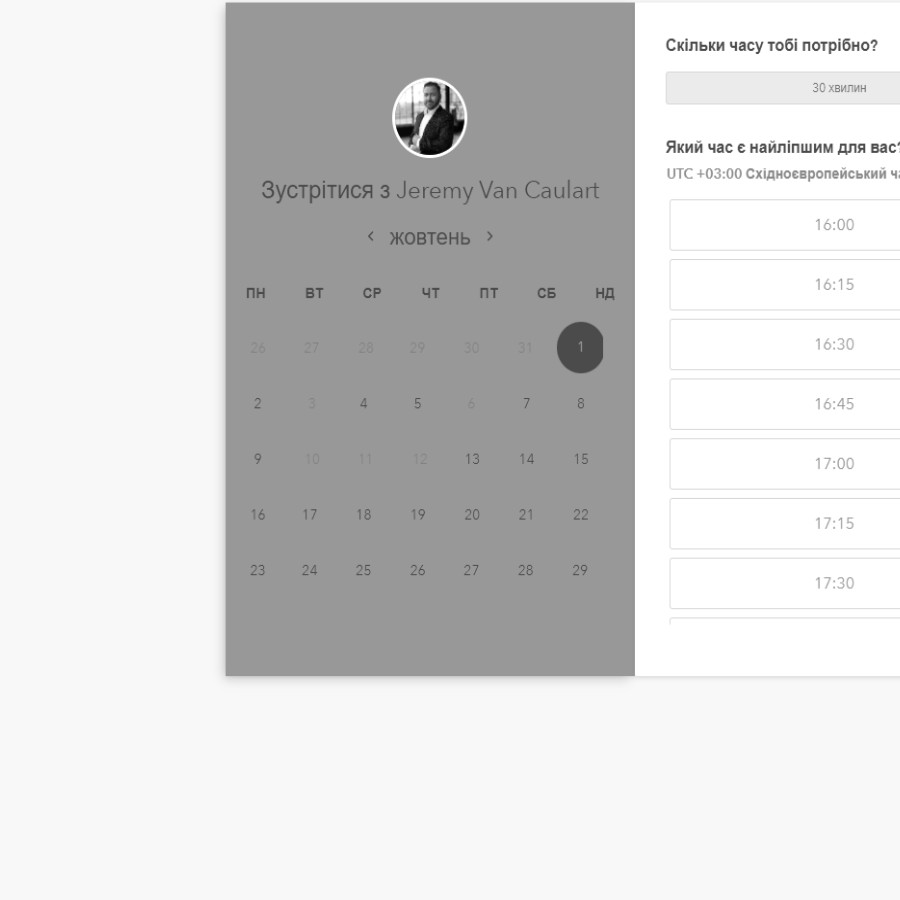 Зустрітися з Jeremy Van Caulart
жовтень
ПН ВТ СР ЧТ ПТ СБ НД
26 27 28 29 30 31 1
2 3 4 5 6 7 8
9 10 11 12 13 14 15
16 17 18 19 20 21 22
23 24 25 26 27 28 29
Скільки часу тобі потрібно?
30 хвилин
Який час є найліпшим для вас?
UTC +03:00 Східноєвропейський
16:00
16:15
16:30
16:45
17:00
17:15
17:30